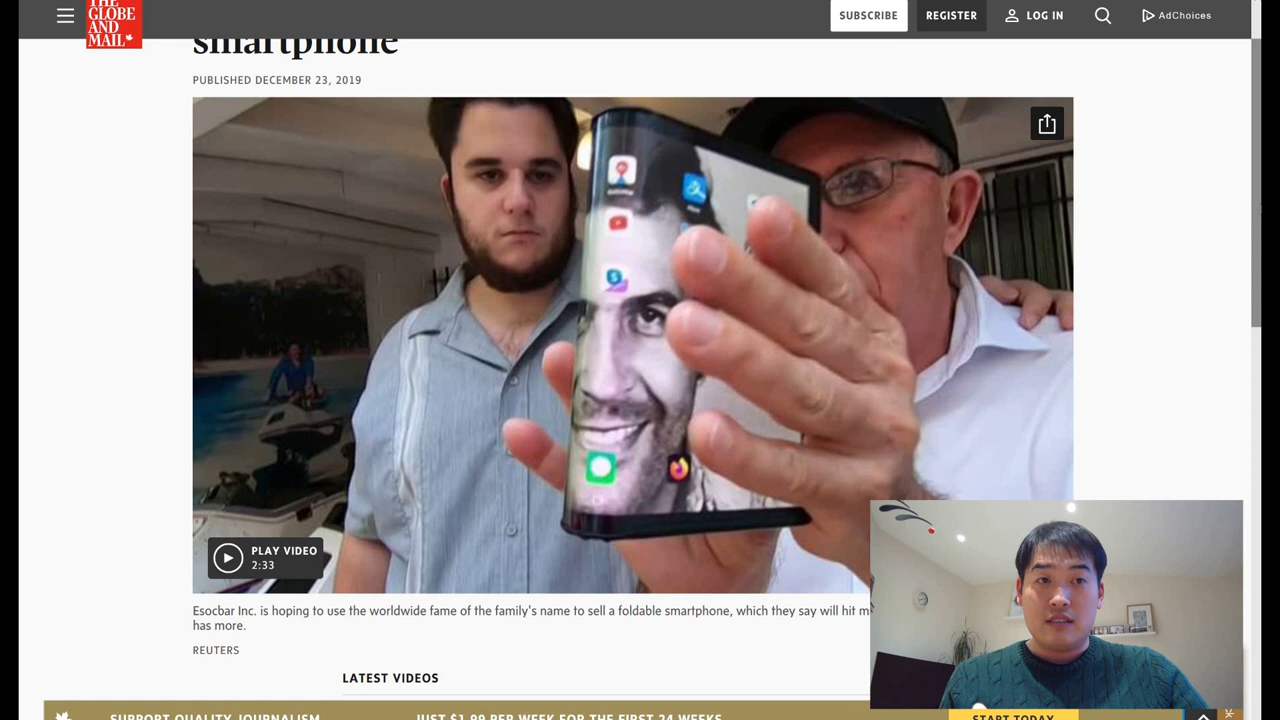 THE
GLOBE
AND
MAIL
SUBSCRIBE
REGISTER
LOG IN
AdChoices
smartphone
PUBLISHED DECEMBER 23, 2019
PLAY VIDEO
2:33
Esocbar Inc. is hoping to use the worldwide fame of the family's name to sell a foldable smartphone, which they say will hit
has more.
REUTERS
LATEST VIDEOS
SUPPORT QUALITY JOURNALISM
JUST $1.99 PER WEEK FOR THE FIRST 24 WEEKS
START TODAY